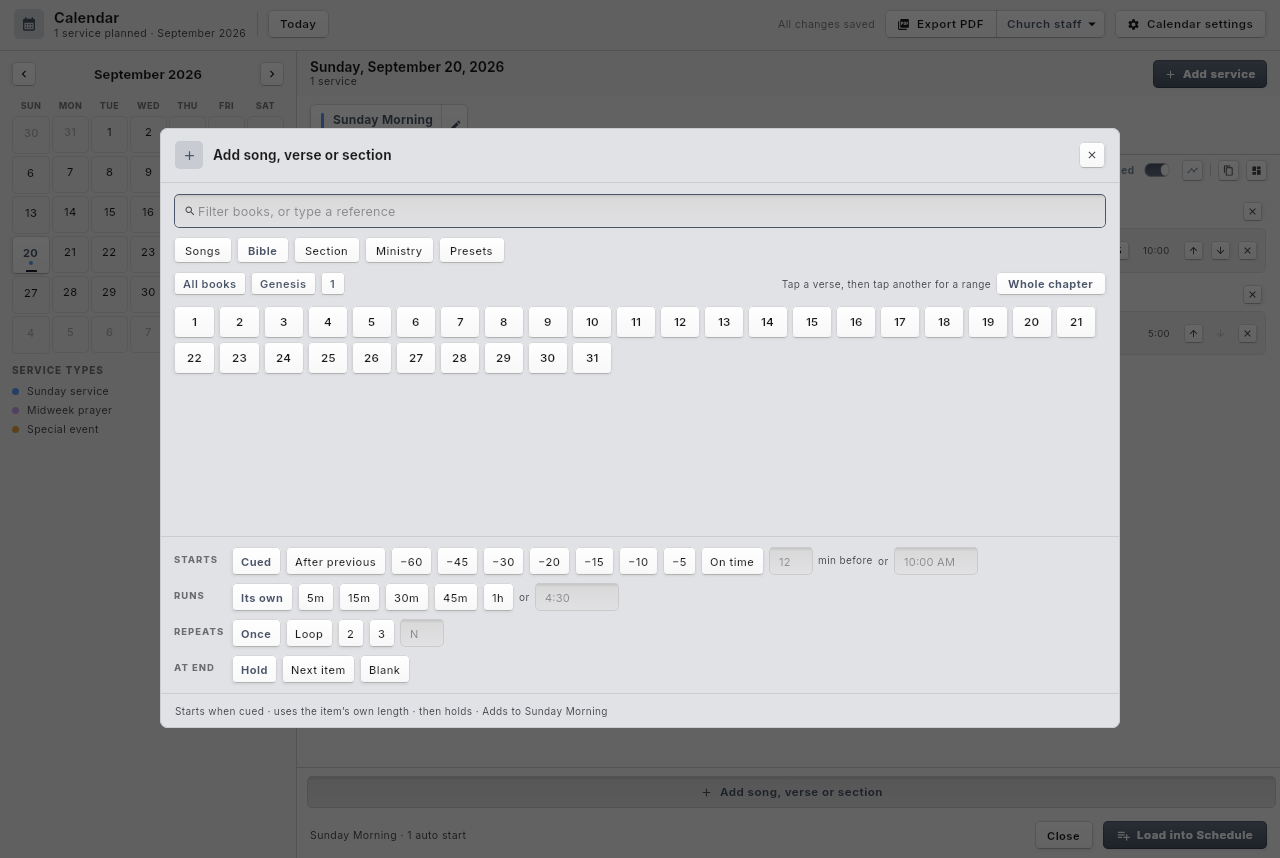 Calendar
1 service planned · September 2026
Today
All changes saved
Export PDF
Church staff
Calendar settings
September 2026
SUN MON TUE WED THU FRI SAT
30 31 1 2
6 7 8 9
13 14 15 16
20 21 22 23
27 28 29 30
4 5 6 7
SERVICE TYPES
Sunday service
Midweek prayer
Special event
Sunday, September 20, 2026
1 service
+ Add service
Sunday Morning
ed
10:00
5:00
+ Add song, verse or section
× 
Filter books, or type a reference
Songs Bible Section Ministry Presets
All books Genesis 1
Tap a verse, then tap another for a range Whole chapter
1 2 3 4 5 6 7 8 9 10 11 12 13 14 15 16 17 18 19 20 21
22 23 24 25 26 27 28 29 30 31
STARTS Cued After previous −60 −45 −30 −20 −15 −10 −5 On time 12 min before or 10:00 AM
RUNS Its own 5m 15m 30m 45m 1h or 4:30
REPEATS Once Loop 2 3 N
AT END Hold Next item Blank
Starts when cued · uses the item's own length · then holds · Adds to Sunday Morning
+ Add song, verse or section
Sunday Morning · 1 auto start
Close
Load into Schedule